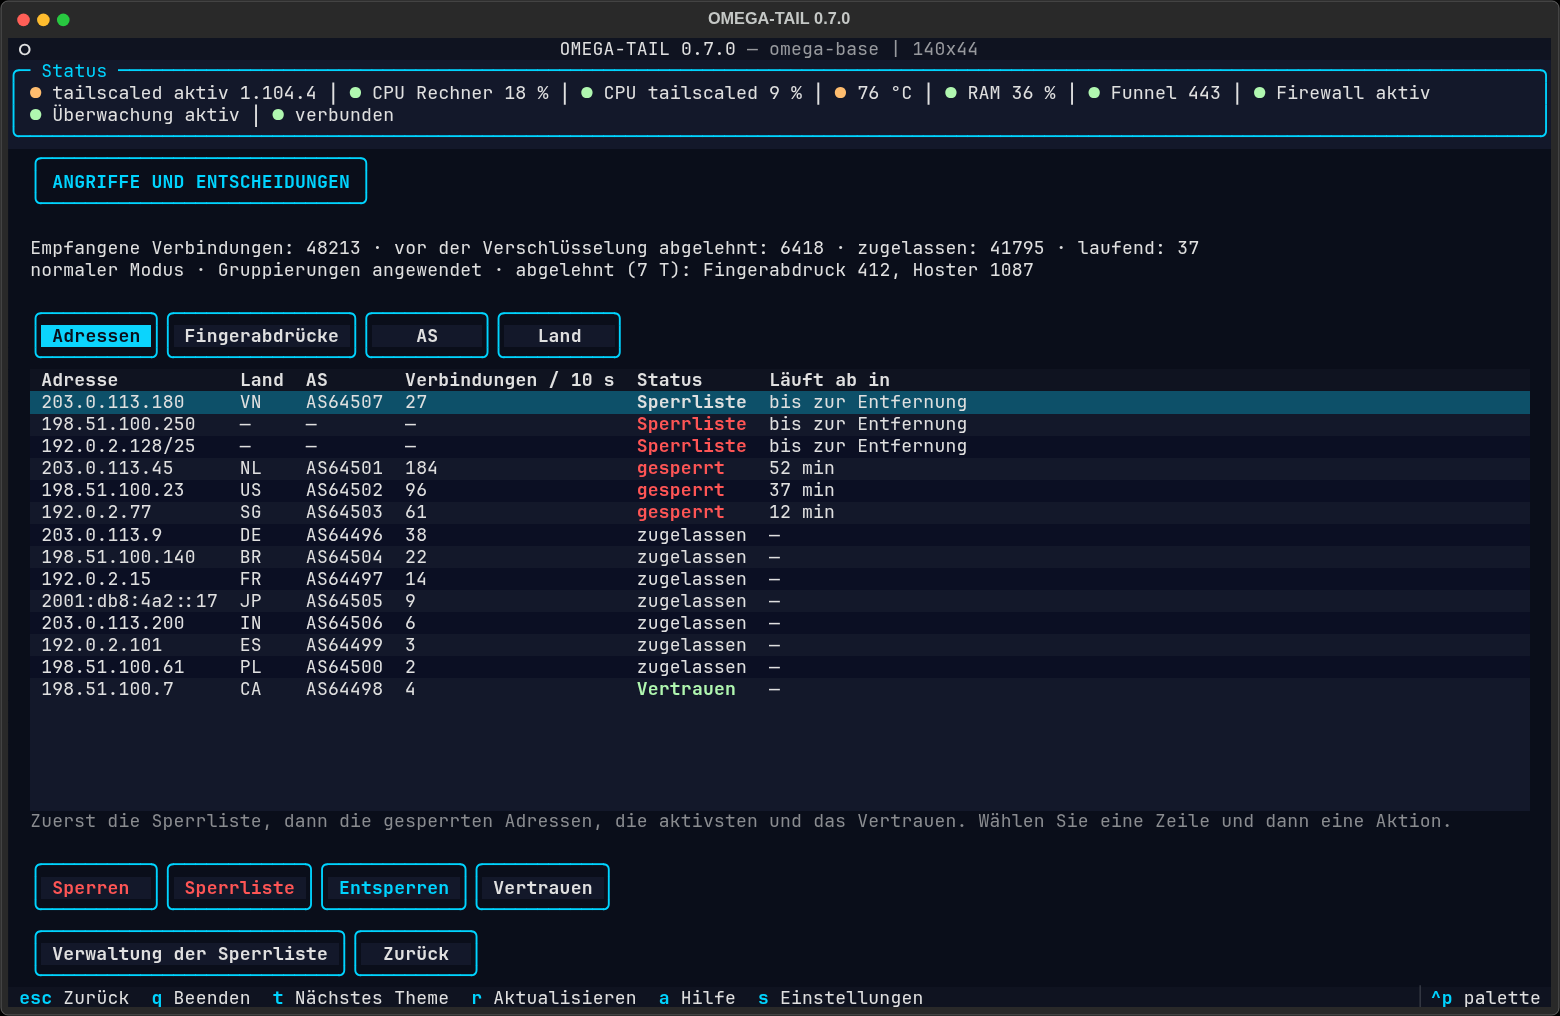 OMEGA-TAIL 0.7.0
OMEGA-TAIL 0.7.0 — omega-base | 140x44
Status
tailscaled aktiv 1.104.4 │ ● CPU Rechner 18 % │ ● CPU tailscaled 9 % │ ● 76 °C │ ● RAM 36 % │ ● Funnel 443 │ ● Firewall aktiv
Überwachung aktiv │ ● verbunden
ANGRIFFE UND ENTSCHEIDUNGEN
Empfangene Verbindungen: 48213 · vor der Verschlüsselung abgelehnt: 6418 · zugelassen: 41795 · laufend: 37
normaler Modus · Gruppierungen angewendet · abgelehnt (7 T): Fingerabdruck 412, Hoster 1087
Adressen Fingerabdrücke AS Land
Adresse Land AS Verbindungen / 10 s Status Läuft ab in
203.0.113.180 VN AS64507 27 Sperrliste bis zur Entfernung
198.51.100.250 — — — Sperrliste bis zur Entfernung
192.0.2.128/25 — — — Sperrliste bis zur Entfernung
203.0.113.45 NL AS64501 184 gesperrt 52 min
198.51.100.23 US AS64502 96 gesperrt 37 min
192.0.2.77 SG AS64503 61 gesperrt 12 min
203.0.113.9 DE AS64496 38 zugelassen —
198.51.100.140 BR AS64504 22 zugelassen —
192.0.2.15 FR AS64497 14 zugelassen —
2001:db8:4a2::17 JP AS64505 9 zugelassen —
203.0.113.200 IN AS64506 6 zugelassen —
192.0.2.101 ES AS64499 3 zugelassen —
198.51.100.61 PL AS64500 2 zugelassen —
198.51.100.7 CA AS64498 4 Vertrauen —
Zuerst die Sperrliste, dann die gesperrten Adressen, die aktivsten und das Vertrauen. Wählen Sie eine Zeile und dann eine Aktion.
Sperren Sperrliste Entsperren Vertrauen
Verwaltung der Sperrliste Zurück
esc Zurück q Beenden t Nächstes Theme r Aktualisieren a Hilfe s Einstellungen ^p palette